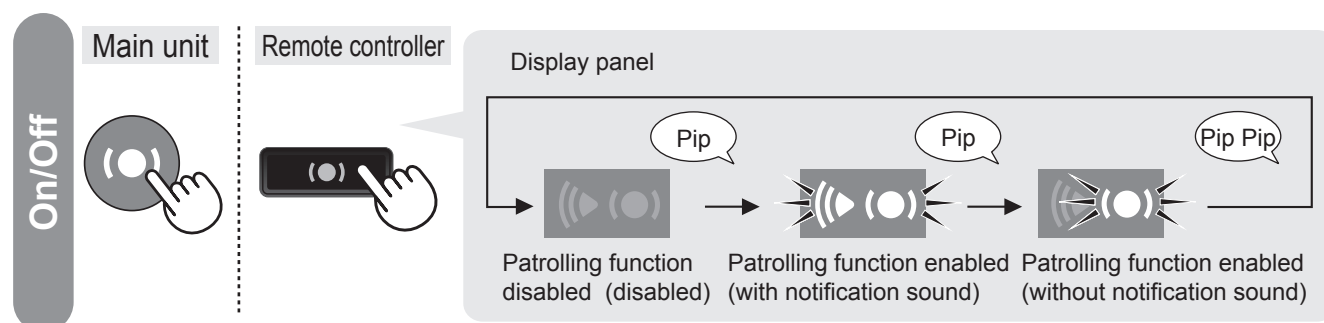 On/Off
Main unit
Remote controller
Display panel
Pip
Pip
Pip Pip
Patrolling function
disabled (disabled)
Patrolling function enabled
(with notification sound)
Patrolling function enabled
(without notification sound)